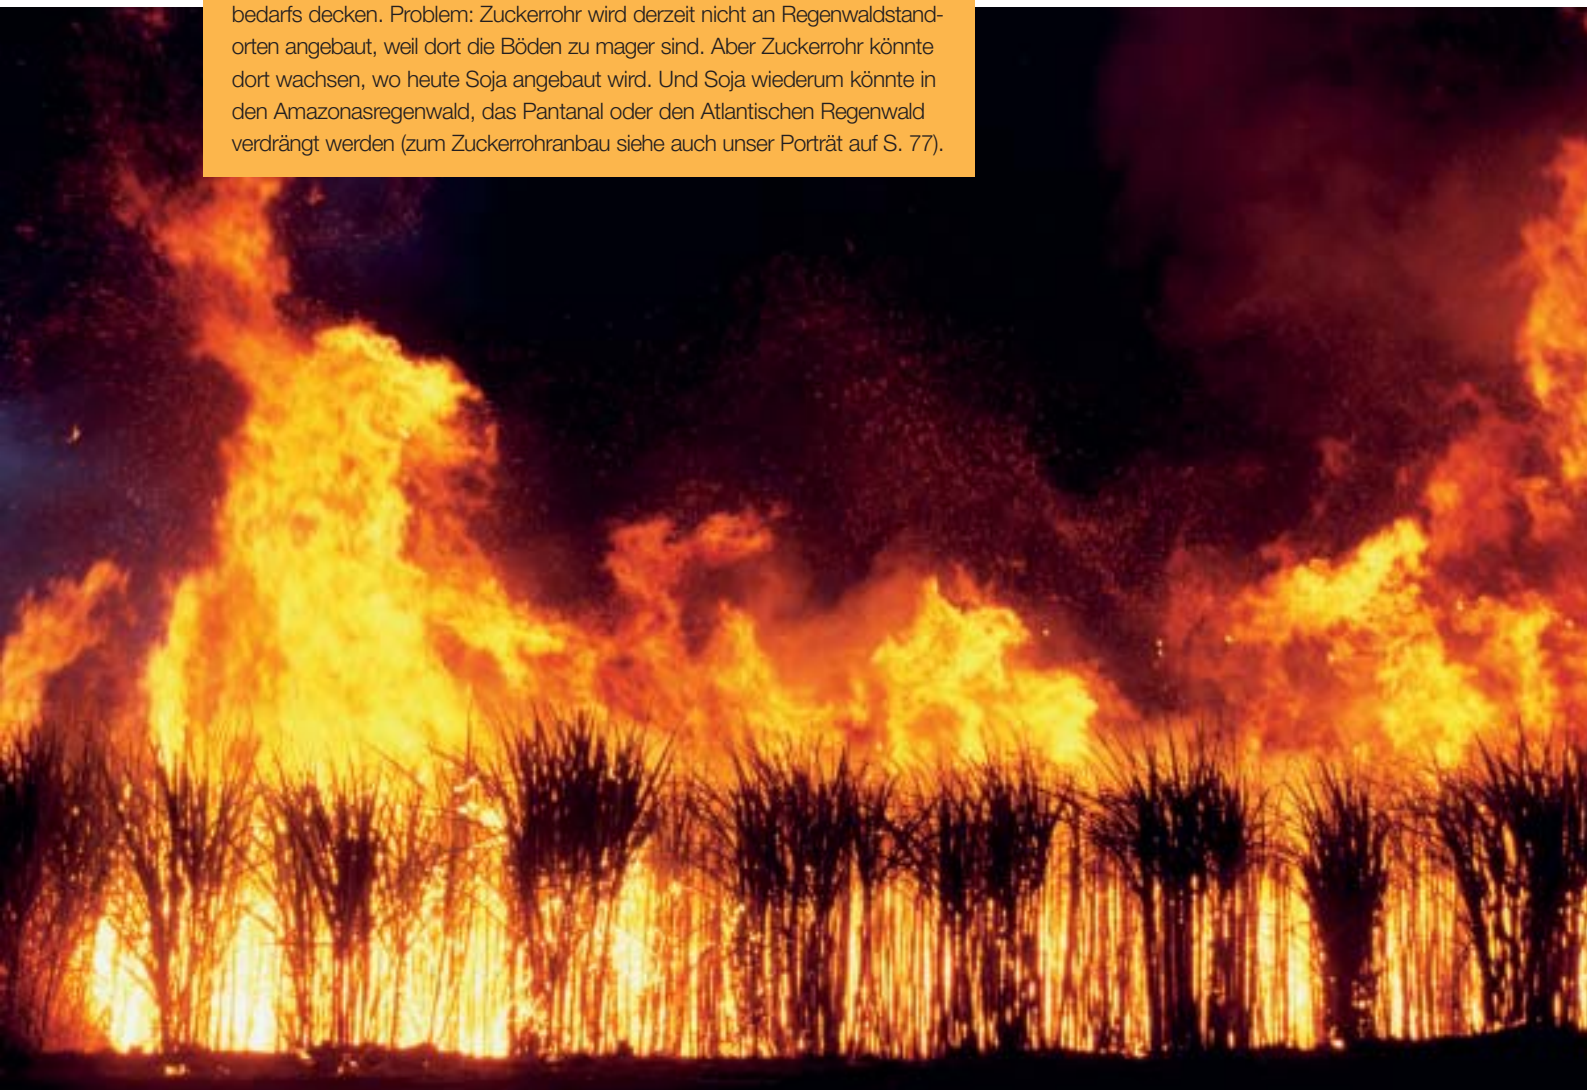 bedarfs decken. Problem: Zuckerrohr wird derzeit nicht an Regenwaldstand-
orten angebaut, weil dort die Böden zu mager sind. Aber Zuckerrohr könnte
dort wachsen, wo heute Soja angebaut wird. Und Soja wiederum könnte in
den Amazonasregenwald, das Pantanal oder den Atlantischen Regenwald
verdrängt werden (zum Zuckerrohranbau siehe auch unser Porträt auf S. 77).